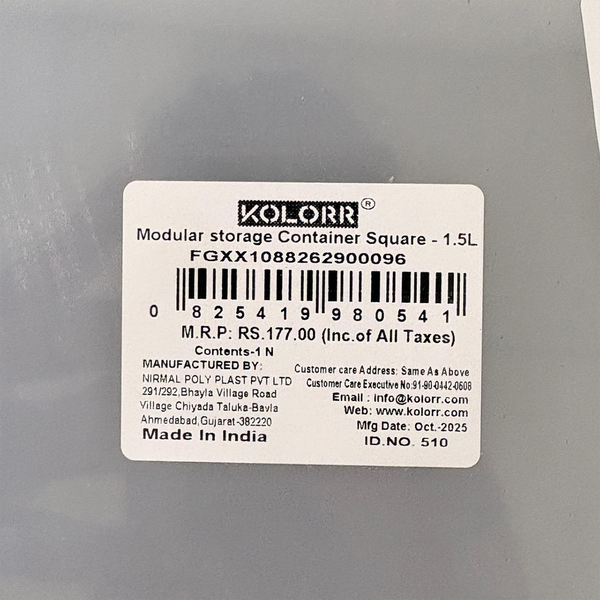 KOLORR®
Modular storage Container Square - 1.5L
FGXX1088262900096
0 825419 980541
M.R.P: RS.177.00 (Inc.of All Taxes)
Contents-1 N
MANUFACTURED BY:
NIRMAL POLY PLAST PVT LTD
291/292,Bhayla Village Road
Village Chiyada Taluka-Bavla
Ahmedabad,Gujarat-382220
Made In India
Customer care Address: Same As Above
Customer Care Executive No:91-90-0442-0608
Email : info@kolorr.com
Web: www.kolorr.com
Mfg Date: Oct.-2025
ID.NO. 510